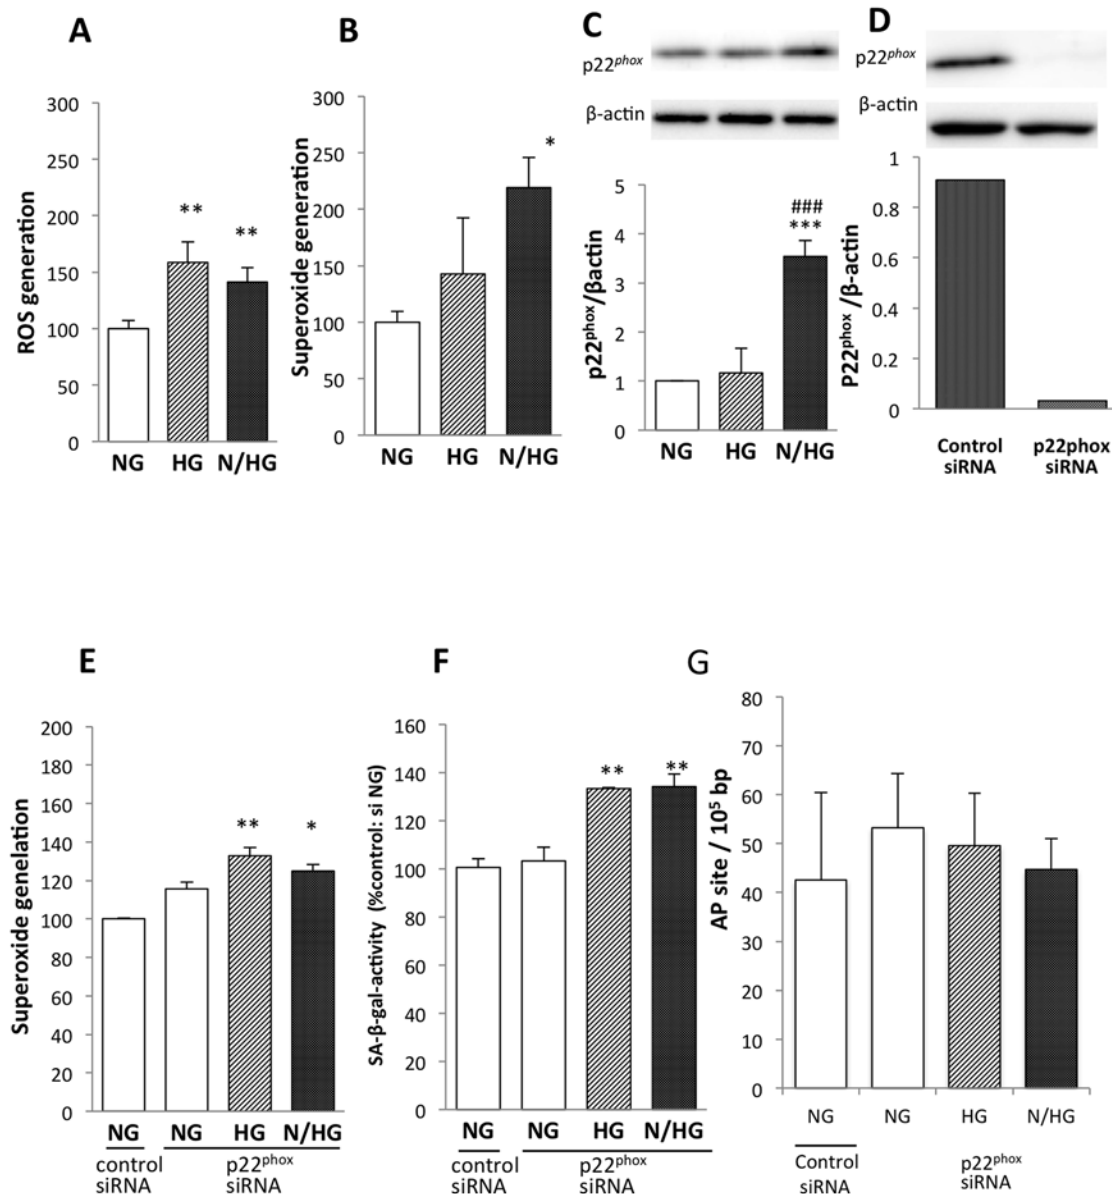 A
ROS generation
300
250
200
150
100
50
0
**
**
NG HG N/HG
B
Superoxide generation
300
250
200
150
100
50
0
*
NG HG N/HG
C
p22phox
β-actin
p22phox/βactin
5
4
3
2
1
0
###
***
NG HG N/HG
D
p22phox
β-actin
P22phox /β-actin
1
0.8
0.6
0.4
0.2
0
Control
siRNA
p22phox
siRNA
E
Superoxide genelation
200
180
160
140
120
100
80
60
40
20
0
**
*
NG NG HG N/HG
control
siRNA
p22phox
siRNA
F
SA-β-gal-activity (%control: si NG)
160
140
120
100
80
60
40
20
0
**
**
NG NG HG N/HG
control
siRNA
p22phox
siRNA
G
AP site / 10⁵ bp
80
70
60
50
40
30
20
10
0
NG NG HG N/HG
Control
siRNA
p22phox
siRNA